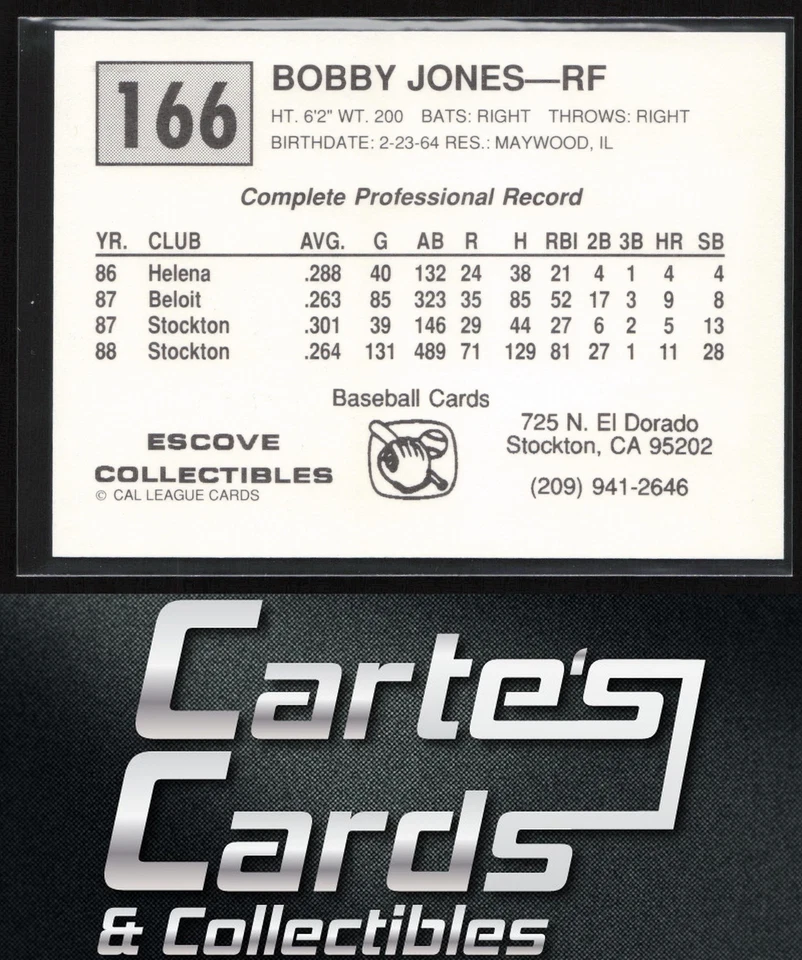 166
BOBBY JONES—RF
HT. 6'2" WT. 200 BATS: RIGHT THROWS: RIGHT
BIRTHDATE: 2-23-64 RES.: MAYWOOD, IL
Complete Professional Record
YR. CLUB AVG. G AB R H RBI 2B 3B HR SB
86 Helena .288 40 132 24 38 21 4 1 4 4
87 Beloit .263 85 323 35 85 52 17 3 9 8
87 Stockton .301 39 146 29 44 27 6 2 5 13
88 Stockton .264 131 489 71 129 81 27 1 11 28
Baseball Cards
ESCOVE
COLLECTIBLES
© CAL LEAGUE CARDS
725 N. El Dorado
Stockton, CA 95202
(209) 941-2646
Carte's
Cards
& Collectibles